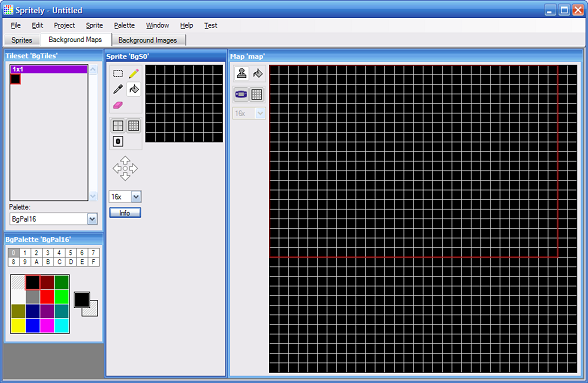 Spritely - Untitled
File Edit Project Sprite Palette Window Help Test
Sprites Background Maps Background Images
Tileset 'BgTiles'
1x1
Palette:
BgPal16
BgPalette 'BgPal16'
0 1 2 3 4 5 6 7
8 9 A B C D E F
Sprite 'BgS0'
0
16x
Info
Map 'map'
16x